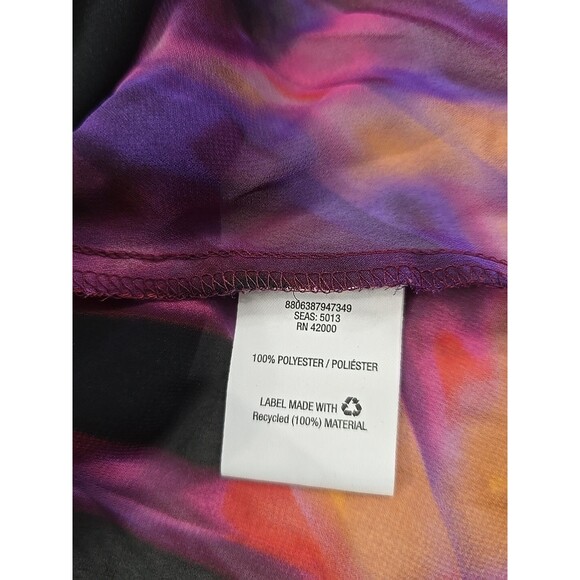 8806387947349
SEAS: 5013
RN 42000
100% POLYESTER / POLIÉSTER
LABEL MADE WITH
Recycled (100%) MATERIAL